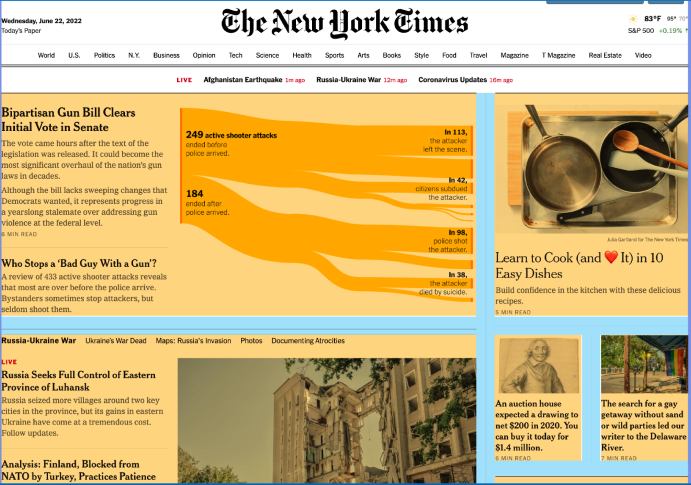 Wednesday, June 22, 2022
Today's Paper
The New York Times
83°F 95° 70°
S&P 500 +0.19%
World U.S. Politics N.Y. Business Opinion Tech Science Health Sports Arts Books Style Food Travel Magazine T Magazine Real Estate Video
LIVE Afghanistan Earthquake 1m ago Russia-Ukraine War 12m ago Coronavirus Updates 16m ago
Bipartisan Gun Bill Clears
Initial Vote in Senate
The vote came hours after the text of the
legislation was released. It could become the
most significant overhaul of the nation's gun
laws in decades.
Although the bill lacks sweeping changes that
Democrats wanted, it represents progress in
a yearslong stalemate over addressing gun
violence at the federal level.
6 MIN READ
Who Stops a 'Bad Guy With a Gun'?
A review of 433 active shooter attacks reveals
that most are over before the police arrive.
Bystanders sometimes stop attackers, but
seldom shoot them.
249 active shooter attacks
ended before
police arrived.
184
ended after
police arrived.
In 113,
the attacker
left the scene.
In 42,
citizens subdued
the attacker.
In 98,
police shot
the attacker.
In 38,
the attacker
died by suicide.
Julia Gartland for The New York Times
Learn to Cook (and ❤️ It) in 10
Easy Dishes
Build confidence in the kitchen with these delicious
recipes.
5 MIN READ
Russia-Ukraine War Ukraine's War Dead Maps: Russia's Invasion Photos Documenting Atrocities
LIVE
Russia Seeks Full Control of Eastern
Province of Luhansk
Russia seized more villages around two key
cities in the province, but its gains in eastern
Ukraine have come at a tremendous cost.
Follow updates.
Analysis: Finland, Blocked from
NATO by Turkey, Practices Patience
An auction house
expected a drawing to
net $200 in 2020. You
can buy it today for
$1.4 million.
6 MIN READ
The search for a gay
getaway without sand
or wild parties led our
writer to the Delaware
River.
7 MIN READ